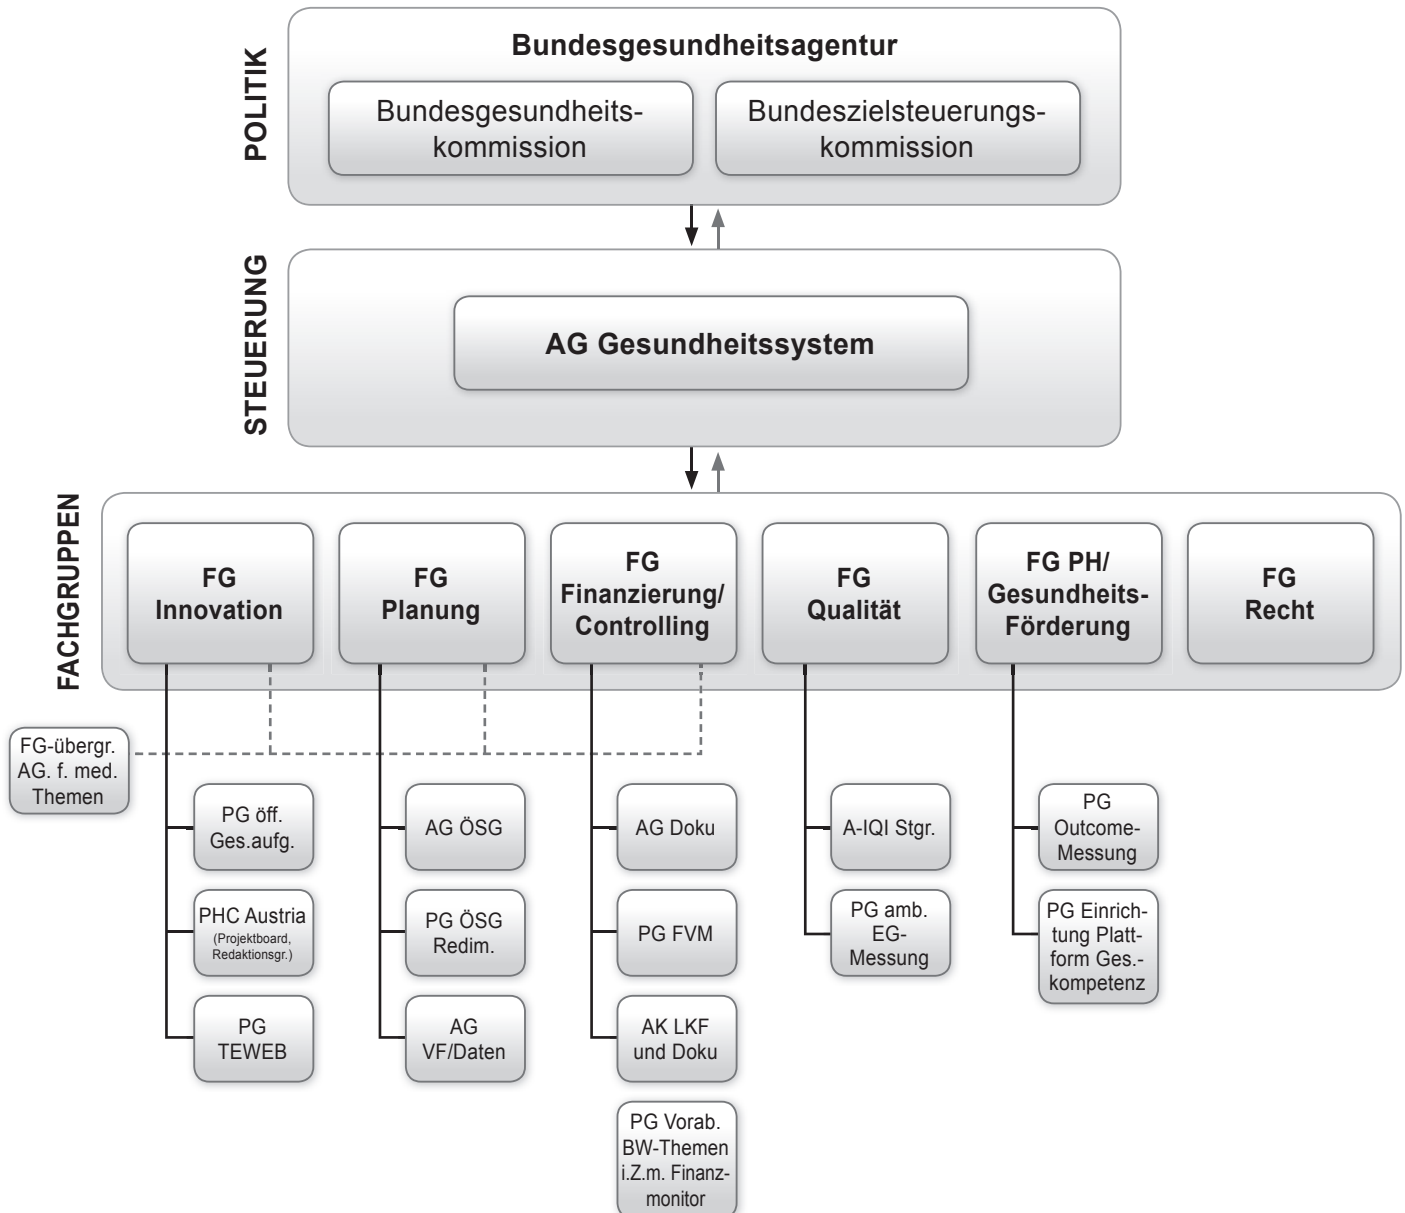 POLITIK
Bundesgesundheitsagentur
Bundesgesundheits-
kommission
Bundeszielsteuerungs-
kommission
STEUERUNG
AG Gesundheitssystem
FACHGRUPPEN
FG
Innovation
FG
Planung
FG
Finanzierung/
Controlling
FG
Qualität
FG PH/
Gesundheits-
Förderung
FG
Recht
FG-übergr.
AG. f. med.
Themen
PG öff.
Ges.aufg.
PHC Austria
(Projektboard,
Redaktionsgr.)
PG
TEWEB
AG ÖSG
PG ÖSG
Redim.
AG
VF/Daten
AG Doku
PG FVM
AK LKF
und Doku
PG Vorab.
BW-Themen
i.Z.m. Finanz-
monitor
A-IQI Stgr.
PG amb.
EG-
Messung
PG
Outcome-
Messung
PG Einrich-
tung Platt-
form Ges.-
kompetenz